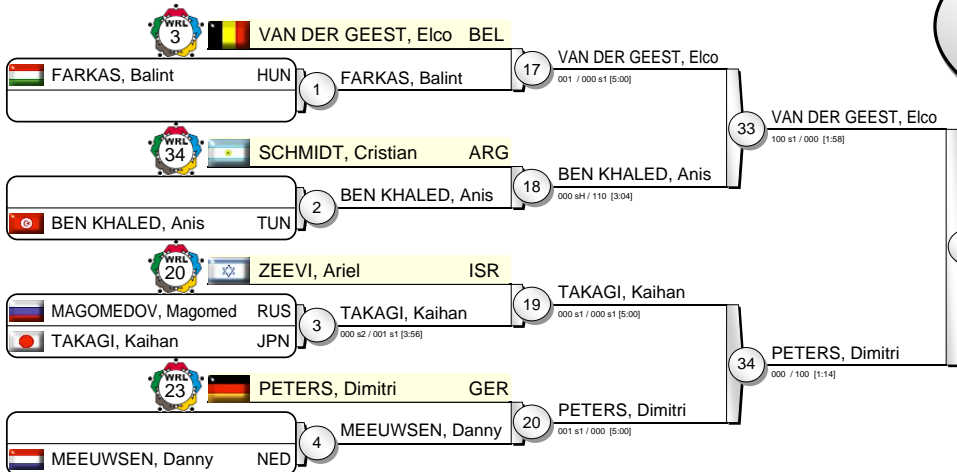 WRL
3
VAN DER GEEST, Elco BEL
FARKAS, Balint HUN
1
FARKAS, Balint
17
VAN DER GEEST, Elco
001 / 000 s1 [5:00]
WRL
34
SCHMIDT, Cristian ARG
BEN KHALED, Anis TUN
2
BEN KHALED, Anis
18
BEN KHALED, Anis
000 sH / 110 [3:04]
33
VAN DER GEEST, Elco
100 s1 / 000 [1:58]
WRL
20
ZEEVI, Ariel ISR
MAGOMEDOV, Magomed RUS
TAKAGI, Kaihan JPN
3
TAKAGI, Kaihan
000 s2 / 001 s1 [3:56]
19
TAKAGI, Kaihan
000 s1 / 000 s1 [5:00]
WRL
23
PETERS, Dimitri GER
MEEUWSEN, Danny NED
4
MEEUWSEN, Danny
20
PETERS, Dimitri
001 s1 / 000 [5:00]
34
PETERS, Dimitri
000 / 100 [1:14]